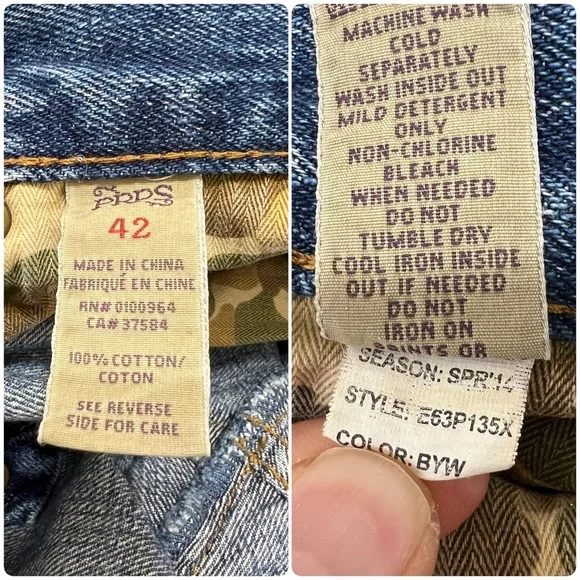 42
MADE IN CHINA
FABRIQUÉ EN CHINE
RN# 0100964
CA# 37584
100% COTTON/
COTON
SEE REVERSE
SIDE FOR CARE
MACHINE WASH
COLD
SEPARATELY
WASH INSIDE OUT
MILD DETERGENT
ONLY
NON-CHLORINE
BLEACH
WHEN NEEDED
DO NOT
TUMBLE DRY
COOL IRON INSIDE
OUT IF NEEDED
DO NOT
IRON ON
PRINTS OR
SEASON: SPR'14
STYLE: E63P135X
COLOR: BYW